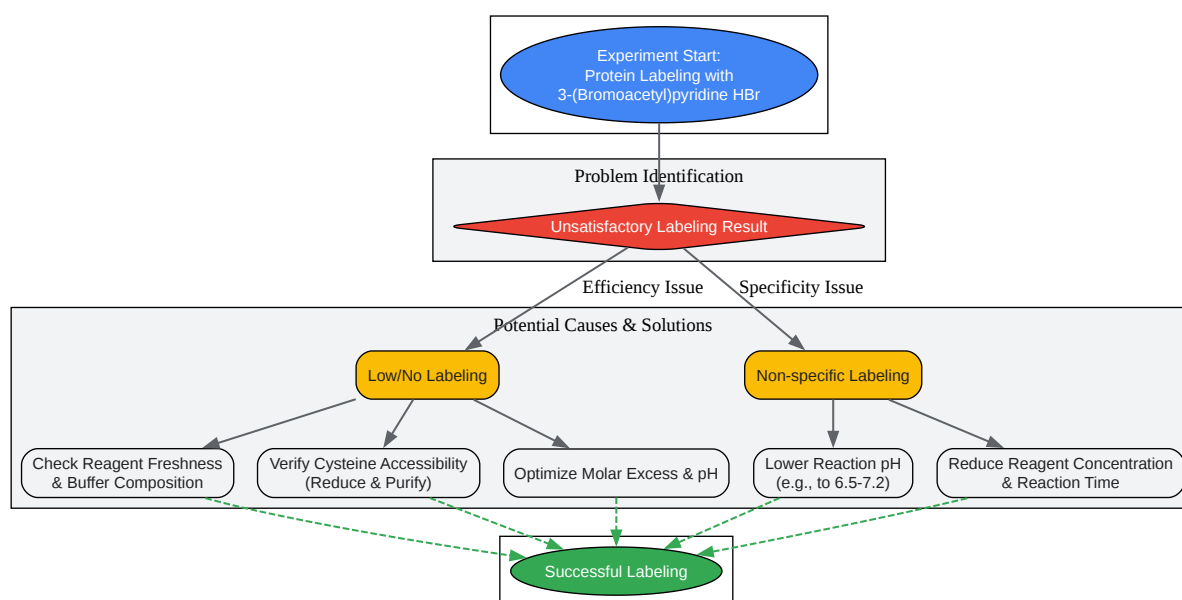 Experiment Start:
Protein Labeling with
3-(Bromoacetyl)pyridine HBr
Problem Identification
Unsatisfactory Labeling Result
Efficiency Issue
Specificity Issue
Potential Causes & Solutions
Low/No Labeling
Non-specific Labeling
Check Reagent Freshness
& Buffer Composition
Verify Cysteine Accessibility
(Reduce & Purify)
Optimize Molar Excess & pH
Lower Reaction pH
(e.g., to 6.5-7.2)
Reduce Reagent Concentration
& Reaction Time
Successful Labeling